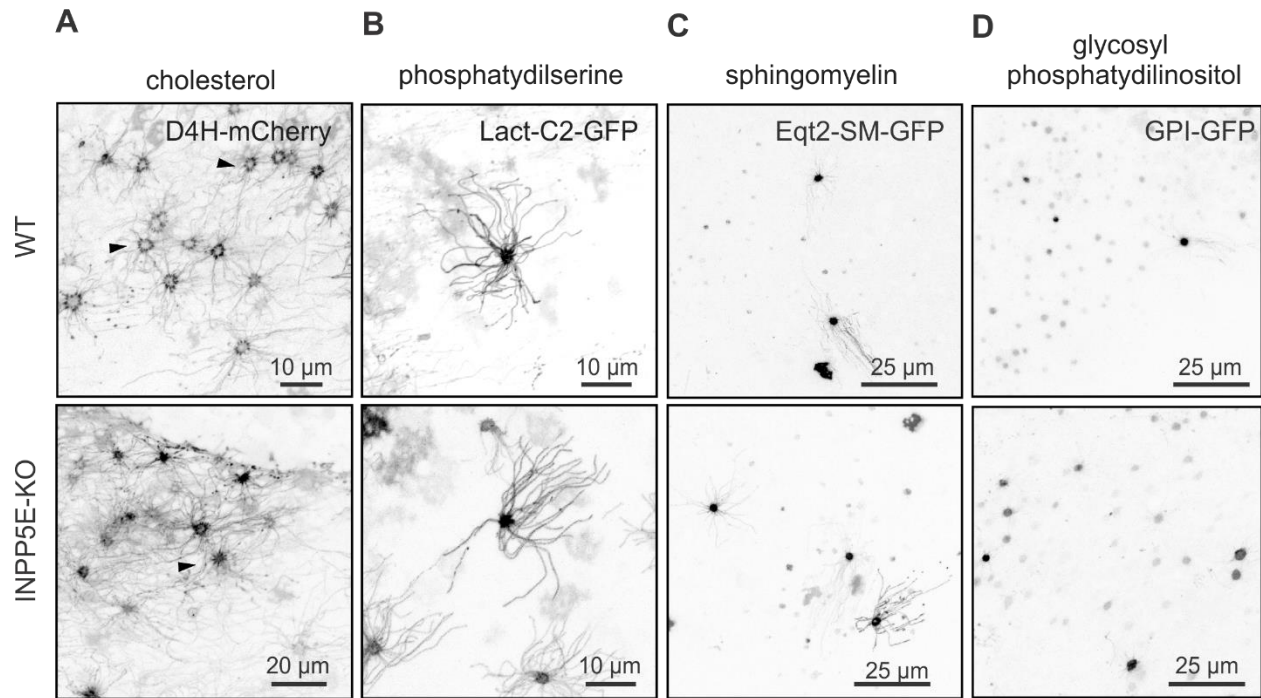 A
B
C
D
cholesterol
phosphatydilserine
sphingomyelin
glycosyl
phosphatydilinositol
WT
D4H-mCherry
10 µm
Lact-C2-GFP
10 µm
Eqt2-SM-GFP
25 µm
GPI-GFP
25 µm
INPP5E-KO
20 µm
10 µm
25 µm
25 µm